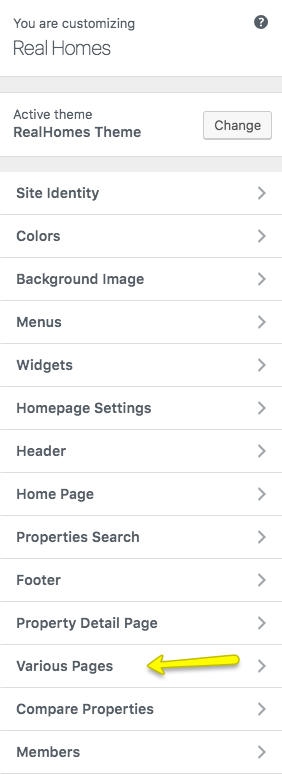 You are customizing
?
Real Homes
Active theme
RealHomes Theme
Change
Site Identity
Colors
Background Image
Menus
Widgets
Homepage Settings
Header
Home Page
Properties Search
Footer
Property Detail Page
Various Pages
Compare Properties
Members